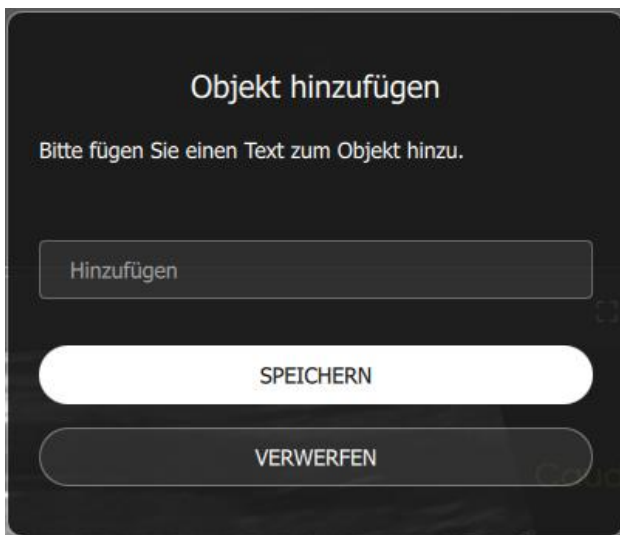 Objekt hinzufügen
Bitte fügen Sie einen Text zum Objekt hinzu.
Hinzufügen
SPEICHERN
VERWERFEN